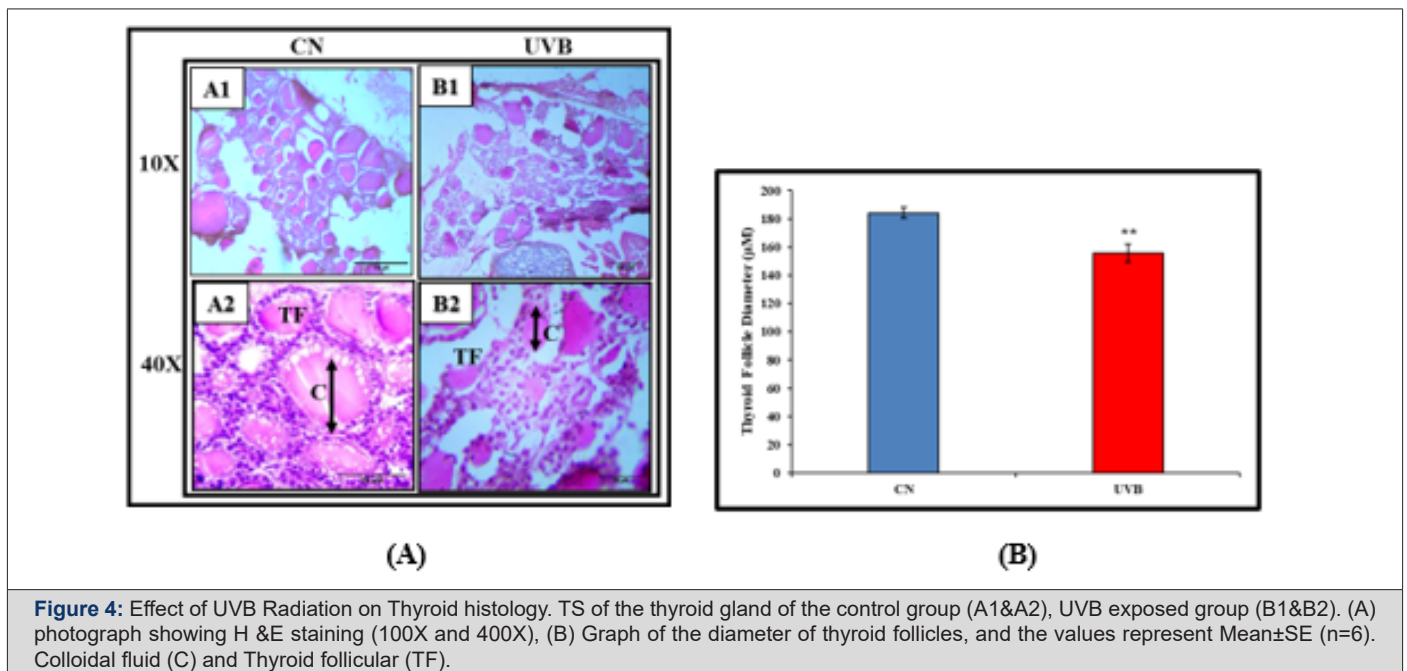 CN UVB
A1 B1
10X
A2 B2
TF
C
TF
C
40X
(A)
200
180
160
140
120
100
80
60
40
20
0
Thyroid Follicle Diameter (µM)
**
CN UVB
(B)
Figure 4: Effect of UVB Radiation on Thyroid histology. TS of the thyroid gland of the control group (A1&A2), UVB exposed group (B1&B2). (A)
photograph showing H &E staining (100X and 400X), (B) Graph of the diameter of thyroid follicles, and the values represent Mean±SE (n=6).
Colloidal fluid (C) and Thyroid follicular (TF).